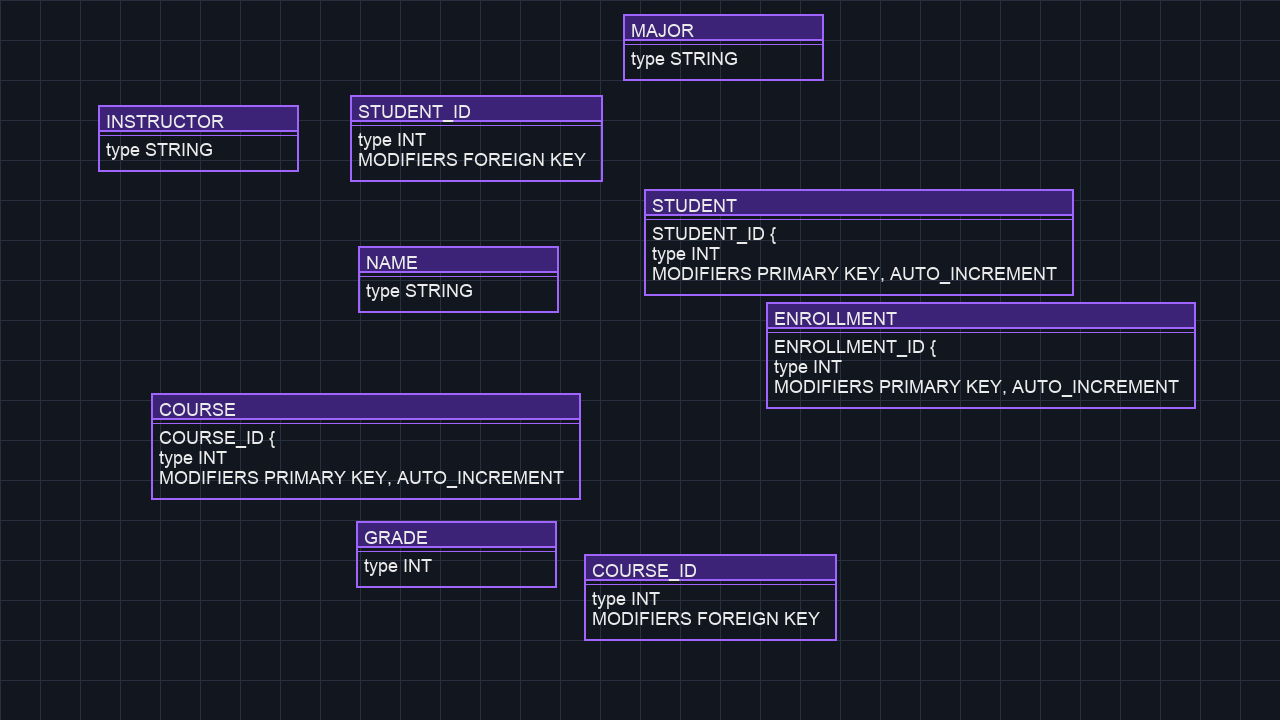 MAJOR
type STRING
INSTRUCTOR
type STRING
STUDENT_ID
type INT
MODIFIERS FOREIGN KEY
STUDENT
STUDENT_ID {
type INT
MODIFIERS PRIMARY KEY, AUTO_INCREMENT
NAME
type STRING
ENROLLMENT
ENROLLMENT_ID {
type INT
MODIFIERS PRIMARY KEY, AUTO_INCREMENT
COURSE
COURSE_ID {
type INT
MODIFIERS PRIMARY KEY, AUTO_INCREMENT
GRADE
type INT
COURSE_ID
type INT
MODIFIERS FOREIGN KEY